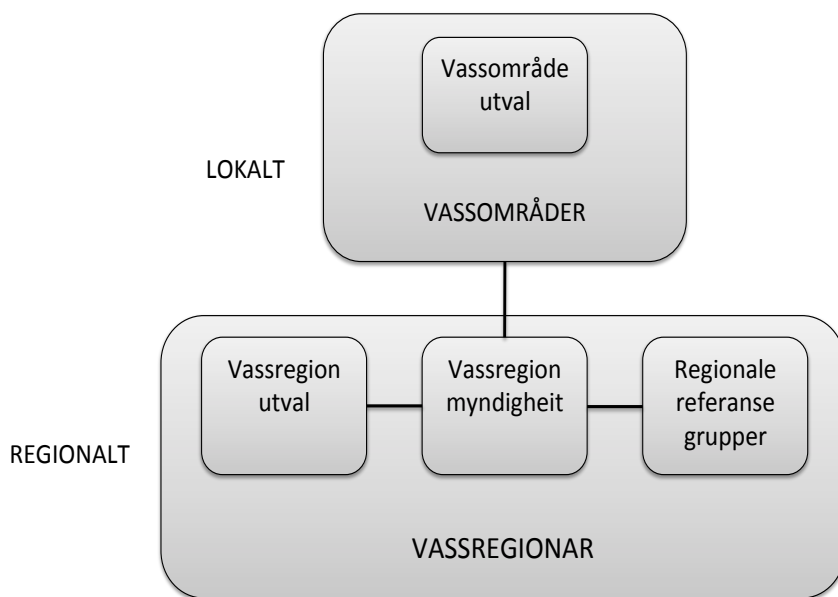 Vassområde
utval
LOKALT
VASSOMRÅDER
Vassregion
utval
Vassregion
myndigheit
Regionale
referanse
grupper
REGIONALT
VASSREGIONAR